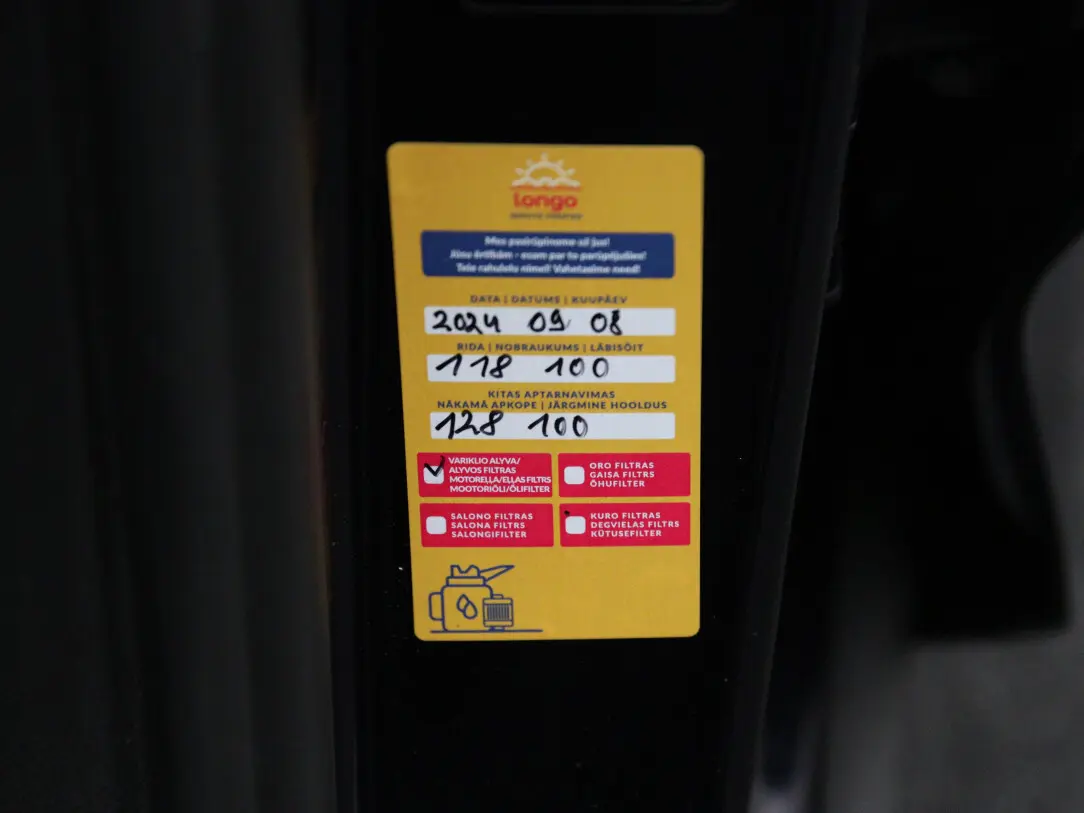 longo
Mes pasirūpinome už jus!
Jūsu ērtībām - esam par to parūpējušies!
Teie rahulolu nimel! Vahetasime need!
DATA | DATUMS | KUUPÄEV
2024 09 08
RIDA | NOBRAUKUMS | LÄBISÕIT
118 100
KITAS APTARNAVIMAS
NĀKAMĀ APKOPE | JÄRGMINE HOOLDUS
128 100
VARIKLIO ALYVA/
ALYVOS FILTRAS
MOTOREĻĻA/EĻĻAS FILTRS
MOOTORIÕLI/ÕLIFILTER
ORO FILTRAS
GAISA FILTRS
ÕHUFILTER
SALONO FILTRAS
SALONA FILTRS
SALONGIFILTER
KURO FILTRAS
DEGVIELAS FILTRS
KÜTUSEFILTER